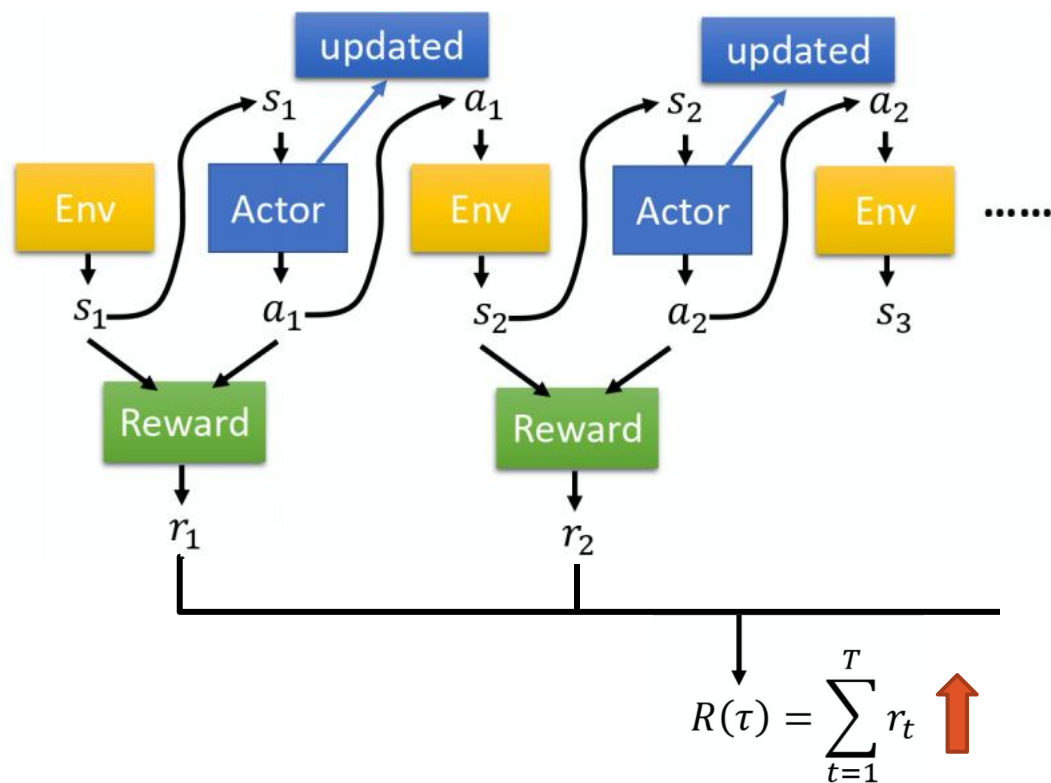 updated
updated
s₁
a₁
s₂
a₂
Env
Actor
Env
Actor
Env
……
s₁
a₁
s₂
a₂
s₃
Reward
Reward
r₁
r₂
R(τ) = ∑_{t=1}^{T} r_t